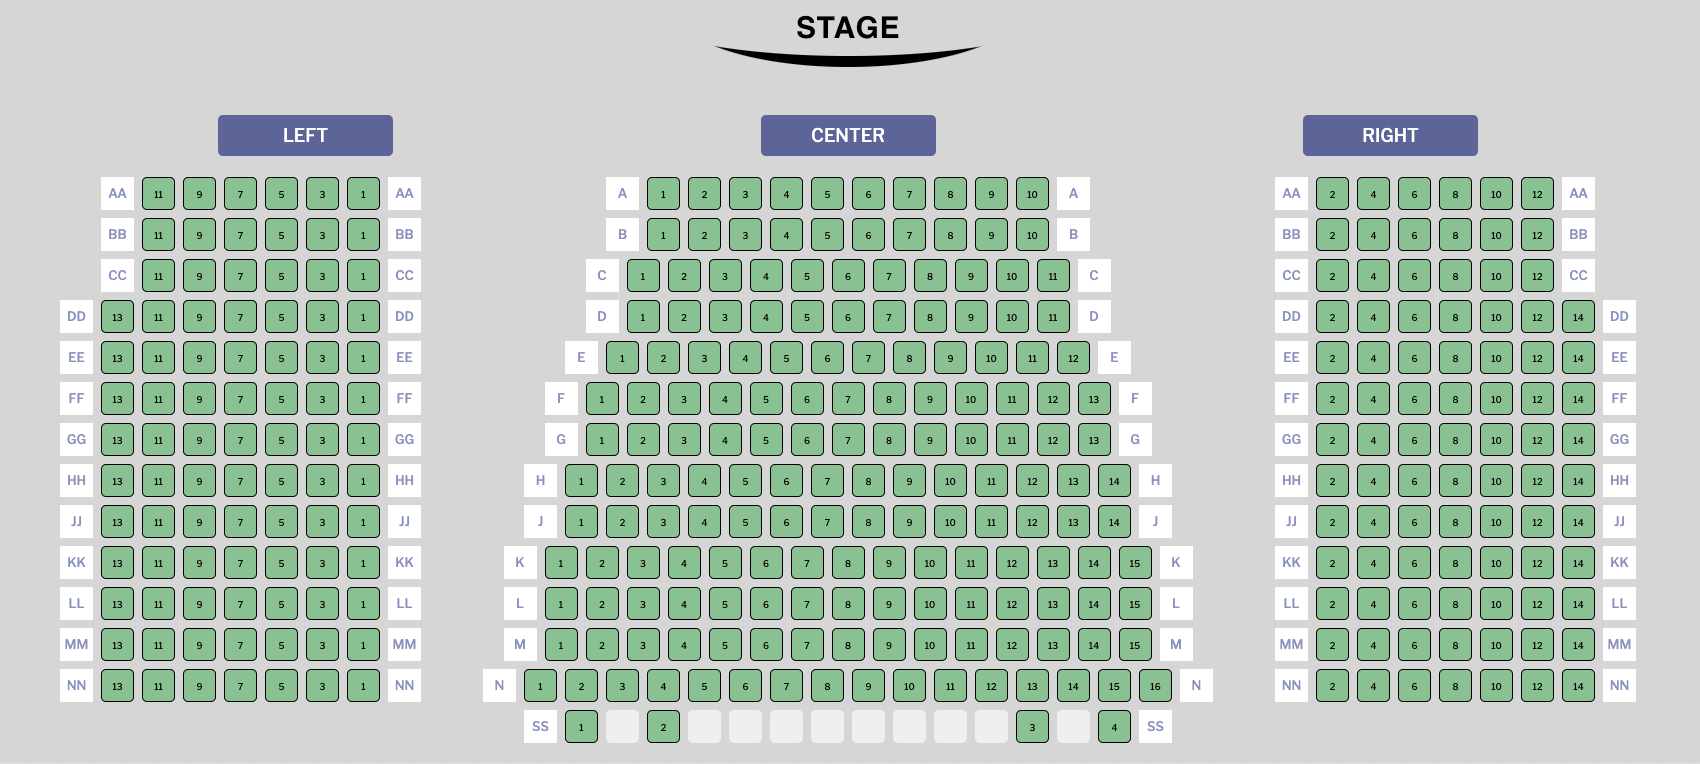 STAGE
LEFT CENTER RIGHT
AA 11 9 7 5 3 1 AA A 1 2 3 4 5 6 7 8 9 10 A AA 2 4 6 8 10 12 AA
BB 11 9 7 5 3 1 BB B 1 2 3 4 5 6 7 8 9 10 B BB 2 4 6 8 10 12 BB
CC 11 9 7 5 3 1 CC C 1 2 3 4 5 6 7 8 9 10 11 C CC 2 4 6 8 10 12 CC
DD 13 11 9 7 5 3 1 DD D 1 2 3 4 5 6 7 8 9 10 11 D DD 2 4 6 8 10 12 14 DD
EE 13 11 9 7 5 3 1 EE E 1 2 3 4 5 6 7 8 9 10 11 12 E EE 2 4 6 8 10 12 14 EE
FF 13 11 9 7 5 3 1 FF F 1 2 3 4 5 6 7 8 9 10 11 12 13 F FF 2 4 6 8 10 12 14 FF
GG 13 11 9 7 5 3 1 GG G 1 2 3 4 5 6 7 8 9 10 11 12 13 G GG 2 4 6 8 10 12 14 GG
HH 13 11 9 7 5 3 1 HH H 1 2 3 4 5 6 7 8 9 10 11 12 13 14 H HH 2 4 6 8 10 12 14 HH
JJ 13 11 9 7 5 3 1 JJ J 1 2 3 4 5 6 7 8 9 10 11 12 13 14 J JJ 2 4 6 8 10 12 14 JJ
KK 13 11 9 7 5 3 1 KK K 1 2 3 4 5 6 7 8 9 10 11 12 13 14 15 K KK 2 4 6 8 10 12 14 KK
LL 13 11 9 7 5 3 1 LL L 1 2 3 4 5 6 7 8 9 10 11 12 13 14 15 L LL 2 4 6 8 10 12 14 LL
MM 13 11 9 7 5 3 1 MM M 1 2 3 4 5 6 7 8 9 10 11 12 13 14 15 M MM 2 4 6 8 10 12 14 MM
NN 13 11 9 7 5 3 1 NN N 1 2 3 4 5 6 7 8 9 10 11 12 13 14 15 16 N NN 2 4 6 8 10 12 14 NN
SS 1 2 3 4 SS